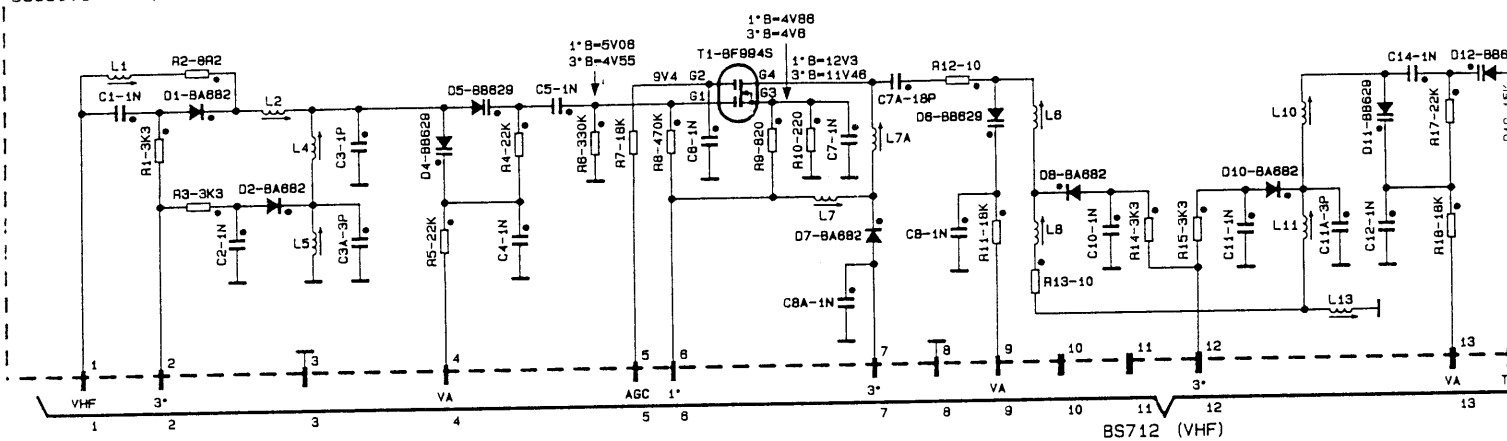 1°B=4V86
3°B=4V8
1°B=5V06
3°B=4V55
T1-BF994S
1°B=12V3
3°B=11V46
L1
R2-8R2
C1-1N
D1-BA682
L2
D5-BB629
C5-1N
9V4
G2
G4
G1
G3
C7A-18P
R12-10
C14-1N
R1-3K3
L4
C3-1P
D4-BB629
R4-22K
R6-330K
R7-18K
R8-470K
C6-1N
R9-820
R10-220
C7-1N
L7A
D6-BB629
L6
L10
D11-BB629
R17-22K
R3-3K3
D2-BA682
C2-1N
L5
C3A-3P
R5-22K
C4-1N
L7
D7-BA682
C8-1N
R11-18K
D8-BA682
L8
C10-1N
R14-3K3
R15-3K3
C11-1N
D10-BA682
L11
C11A-3P
C12-1N
R18-18K
C8A-1N
R13-10
L13
1 2 3 4 5 6 7 8 9 10 11 12 13
VHF 3° VA AGC 1° 3° VA 3° VA
1 2 3 4 5 6 7 8 9 10 11 12 13
BS712 (VHF)